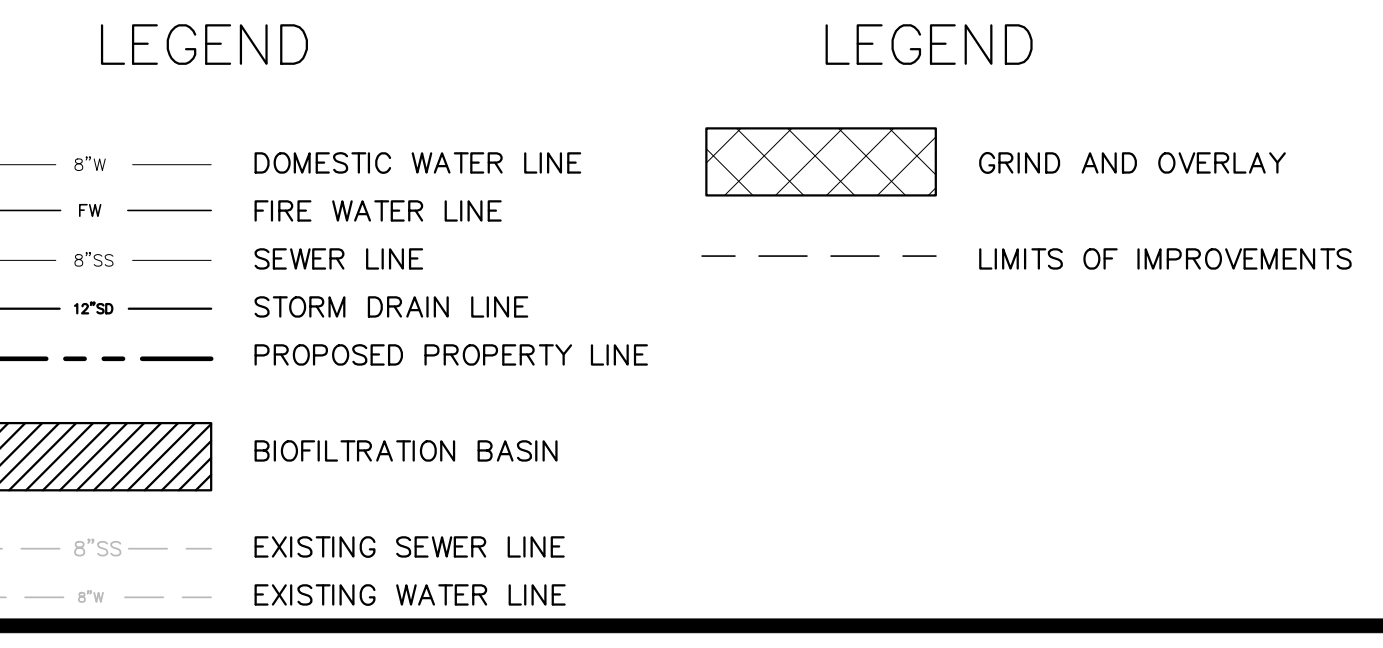 LEGEND
8"W DOMESTIC WATER LINE
FW FIRE WATER LINE
8"SS SEWER LINE
12"SD STORM DRAIN LINE
PROPOSED PROPERTY LINE
BIOFILTRATION BASIN
8"SS EXISTING SEWER LINE
8"W EXISTING WATER LINE
LEGEND
GRIND AND OVERLAY
LIMITS OF IMPROVEMENTS